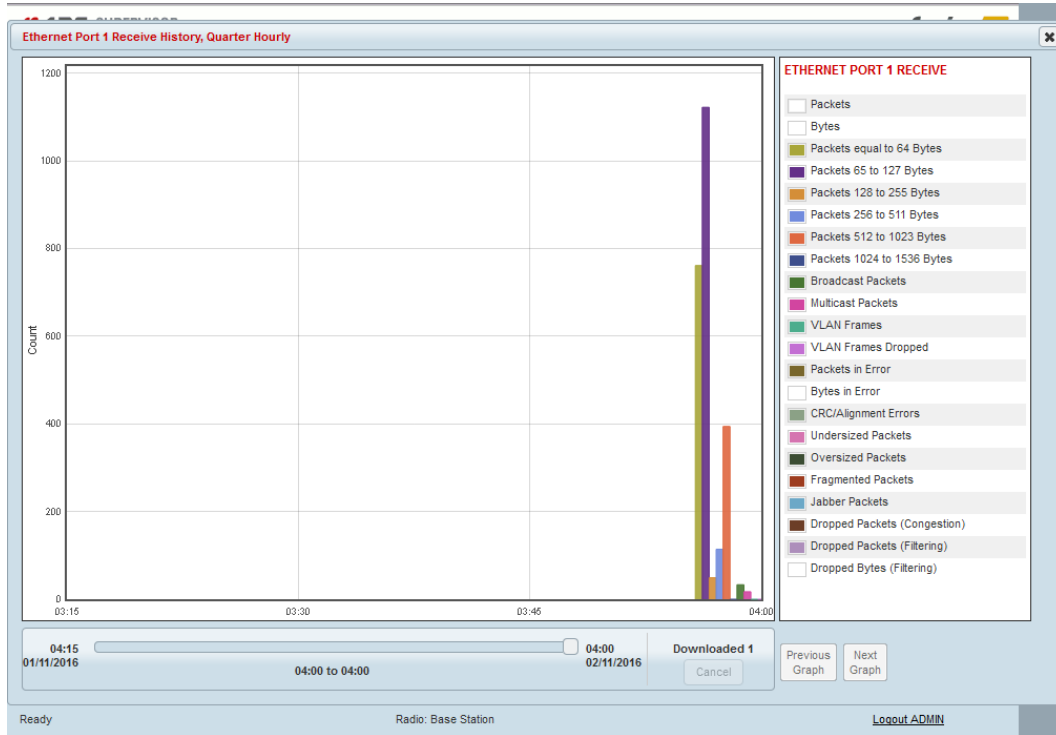 Ethernet Port 1 Receive History, Quarter Hourly
1200
1000
800
600
400
200
0
Count
03:15
03:30
03:45
04:00
ETHERNET PORT 1 RECEIVE
Packets
Bytes
Packets equal to 64 Bytes
Packets 65 to 127 Bytes
Packets 128 to 255 Bytes
Packets 256 to 511 Bytes
Packets 512 to 1023 Bytes
Packets 1024 to 1536 Bytes
Broadcast Packets
Multicast Packets
VLAN Frames
VLAN Frames Dropped
Packets in Error
Bytes in Error
CRC/Alignment Errors
Undersized Packets
Oversized Packets
Fragmented Packets
Jabber Packets
Dropped Packets (Congestion)
Dropped Packets (Filtering)
Dropped Bytes (Filtering)
04:15
01/11/2016
04:00 to 04:00
04:00
02/11/2016
Downloaded 1
Cancel
Previous Graph
Next Graph
Ready
Radio: Base Station
Logout ADMIN